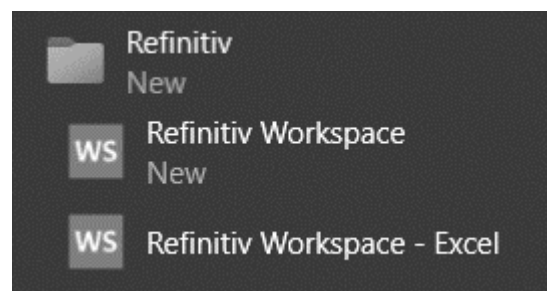 Refinitiv
New
WS
Refinitiv Workspace
New
WS
Refinitiv Workspace - Excel